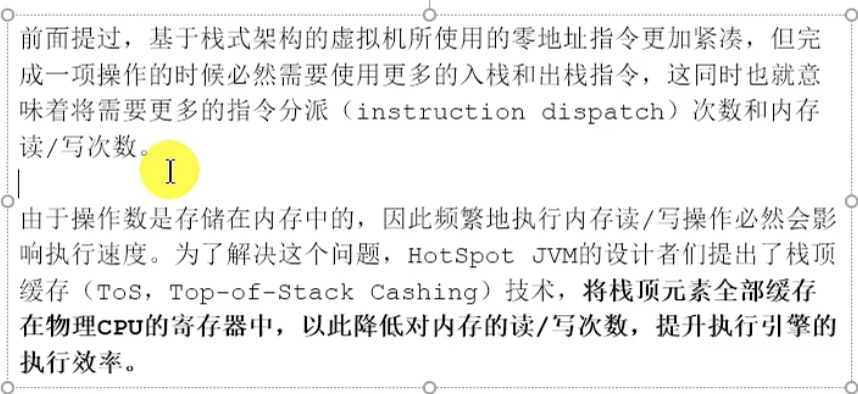 前面提过，基于栈式架构的虚拟机所使用的零地址指令更加紧凑，但完
成一项操作的时候必然需要使用更多的入栈和出栈指令，这同时也就意
味着将需要更多的指令分派（instruction dispatch）次数和内存
读/写次数。
由于操作数是存储在内存中的，因此频繁地执行内存读/写操作必然会影
响执行速度。为了解决这个问题，HotSpot JVM的设计者们提出了栈顶
缓存（ToS，Top-of-Stack Cashing）技术，将栈顶元素全部缓存
在物理CPU的寄存器中，以此降低对内存的读/写次数，提升执行引擎的
执行效率。